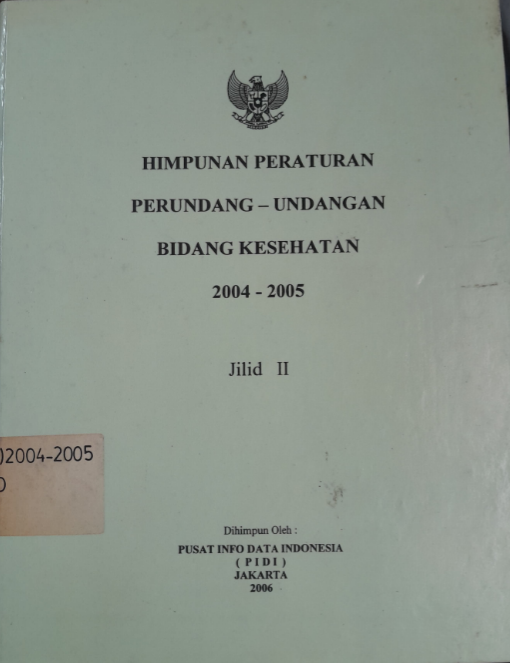 HIMPUNAN PERATURAN
PERUNDANG – UNDANGAN
BIDANG KESEHATAN
2004 - 2005
Jilid II
)2004-2005
Dihimpun Oleh :
PUSAT INFO DATA INDONESIA
( P I D I )
JAKARTA
2006